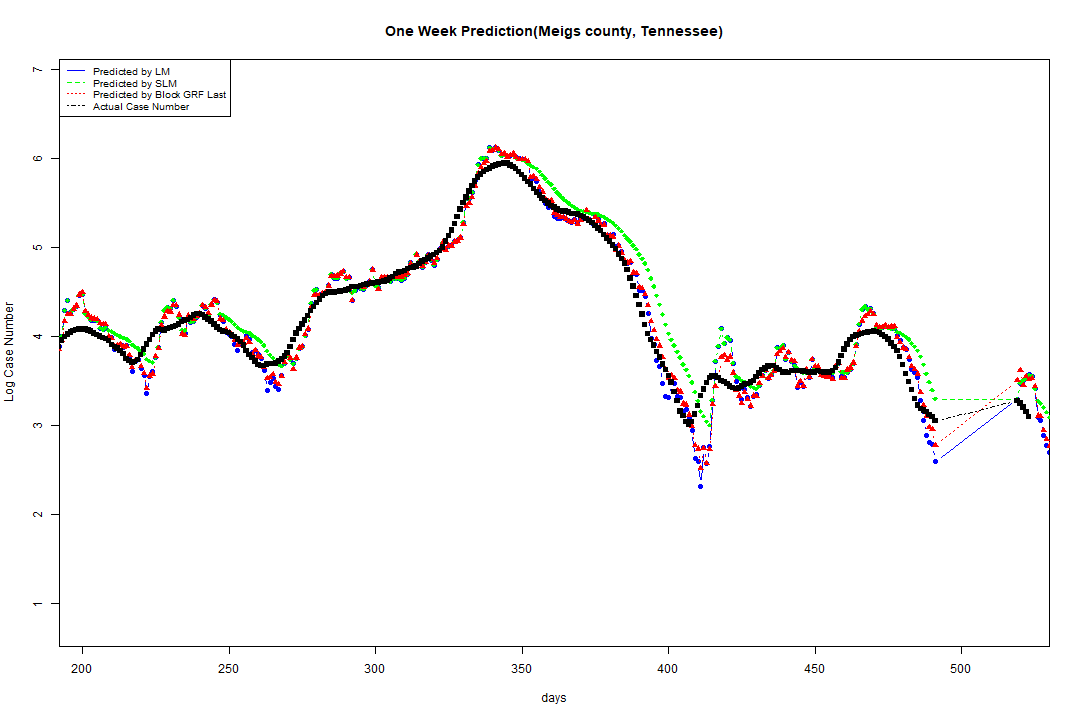 One Week Prediction(Meigs county, Tennessee)
Predicted by LM
Predicted by SLM
Predicted by Block GRF Last
Actual Case Number
7
6
5
4
3
2
1
Log Case Number
200 250 300 350 400 450 500
days